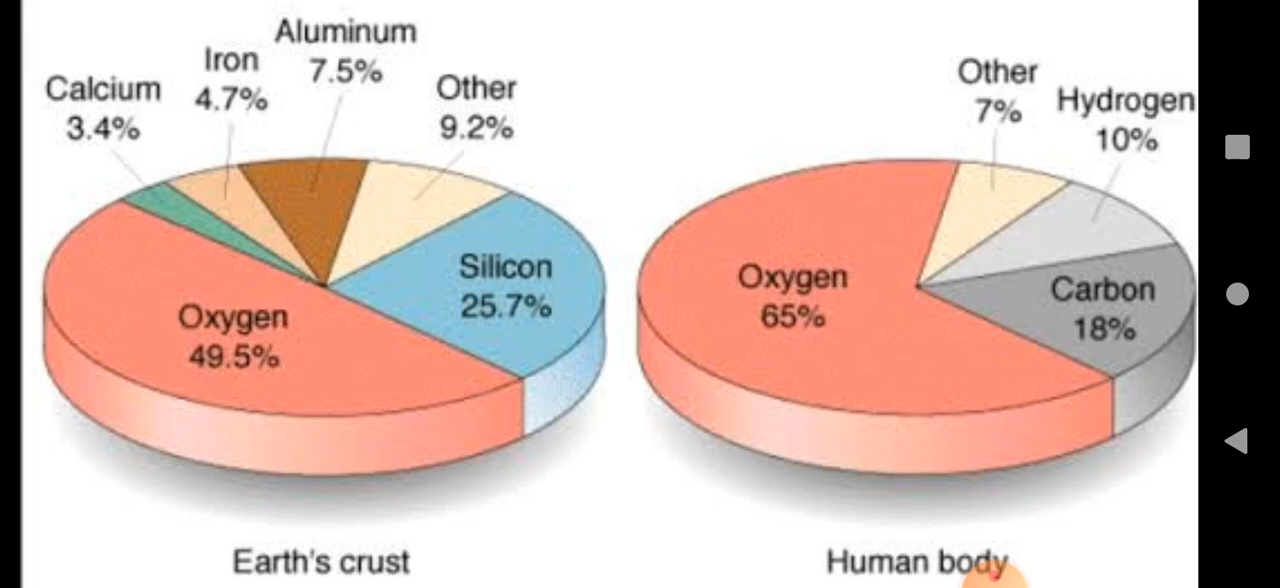 Aluminum
7.5%
Iron
4.7%
Calcium
3.4%
Other
9.2%
Silicon
25.7%
Oxygen
49.5%
Earth's crust
Other
7%
Hydrogen
10%
Oxygen
65%
Carbon
18%
Human body